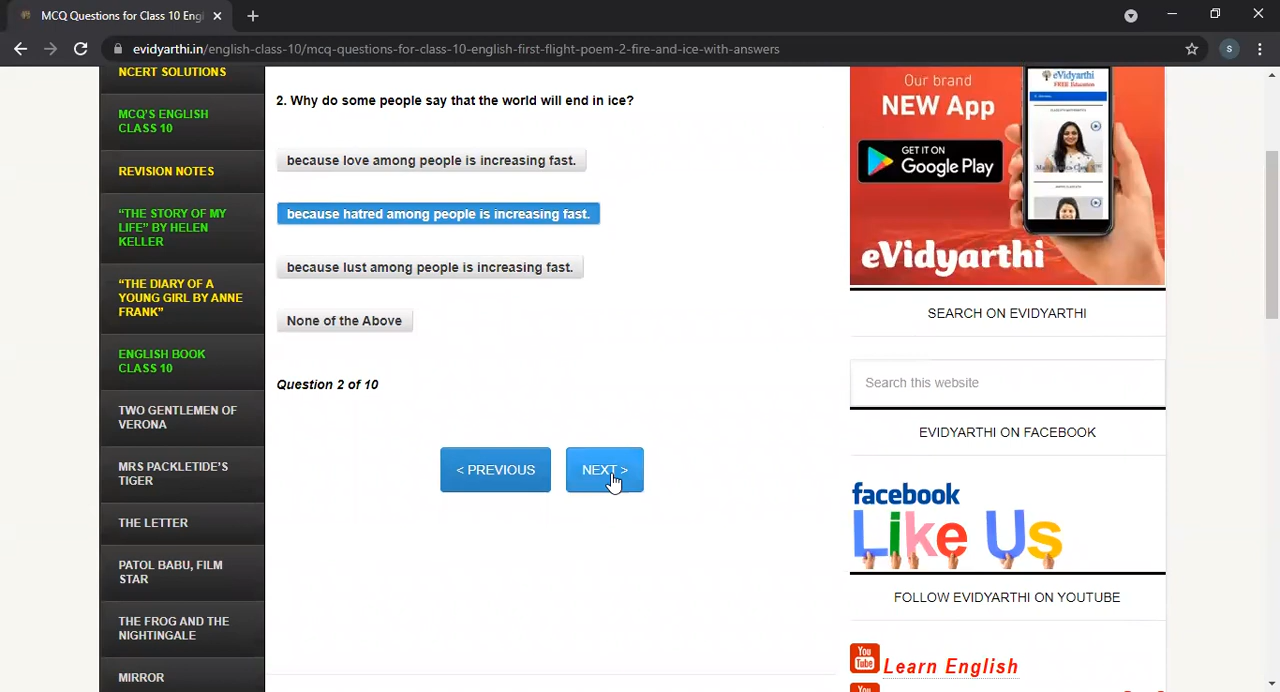 MCQ Questions for Class 10 Engl
evidyarthi.in/english-class-10/mcq-questions-for-class-10-english-first-flight-poem-2-fire-and-ice-with-answers
S
NCERT SOLUTIONS
MCQ'S ENGLISH
CLASS 10
REVISION NOTES
“THE STORY OF MY
LIFE” BY HELEN
KELLER
“THE DIARY OF A
YOUNG GIRL BY ANNE
FRANK”
ENGLISH BOOK
CLASS 10
TWO GENTLEMEN OF
VERONA
MRS PACKLETIDE’S
TIGER
THE LETTER
PATOL BABU, FILM
STAR
THE FROG AND THE
NIGHTINGALE
MIRROR
2. Why do some people say that the world will end in ice?
because love among people is increasing fast.
because hatred among people is increasing fast.
because lust among people is increasing fast.
None of the Above
Question 2 of 10
< PREVIOUS
NEXT >
Our brand
NEW App
GET IT ON
Google Play
eVidyarthi
FREE Education
eVidyarthi
SEARCH ON EVIDYARTHI
Search this website
EVIDYARTHI ON FACEBOOK
facebook
Like Us
FOLLOW EVIDYARTHI ON YOUTUBE
You
Tube
Learn English
You